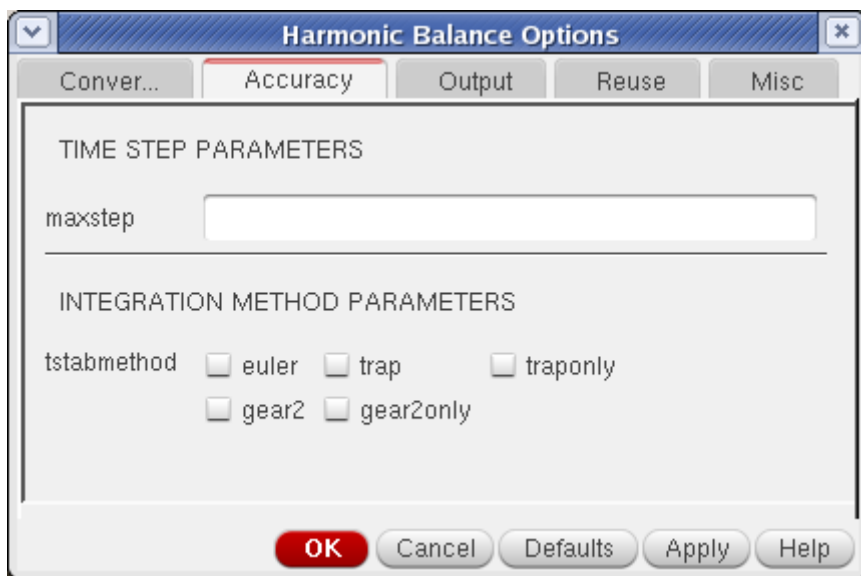 Harmonic Balance Options
Conver... Accuracy Output Reuse Misc
TIME STEP PARAMETERS
maxstep
INTEGRATION METHOD PARAMETERS
tstabmethod euler trap traponly
gear2 gear2only
OK Cancel Defaults Apply Help